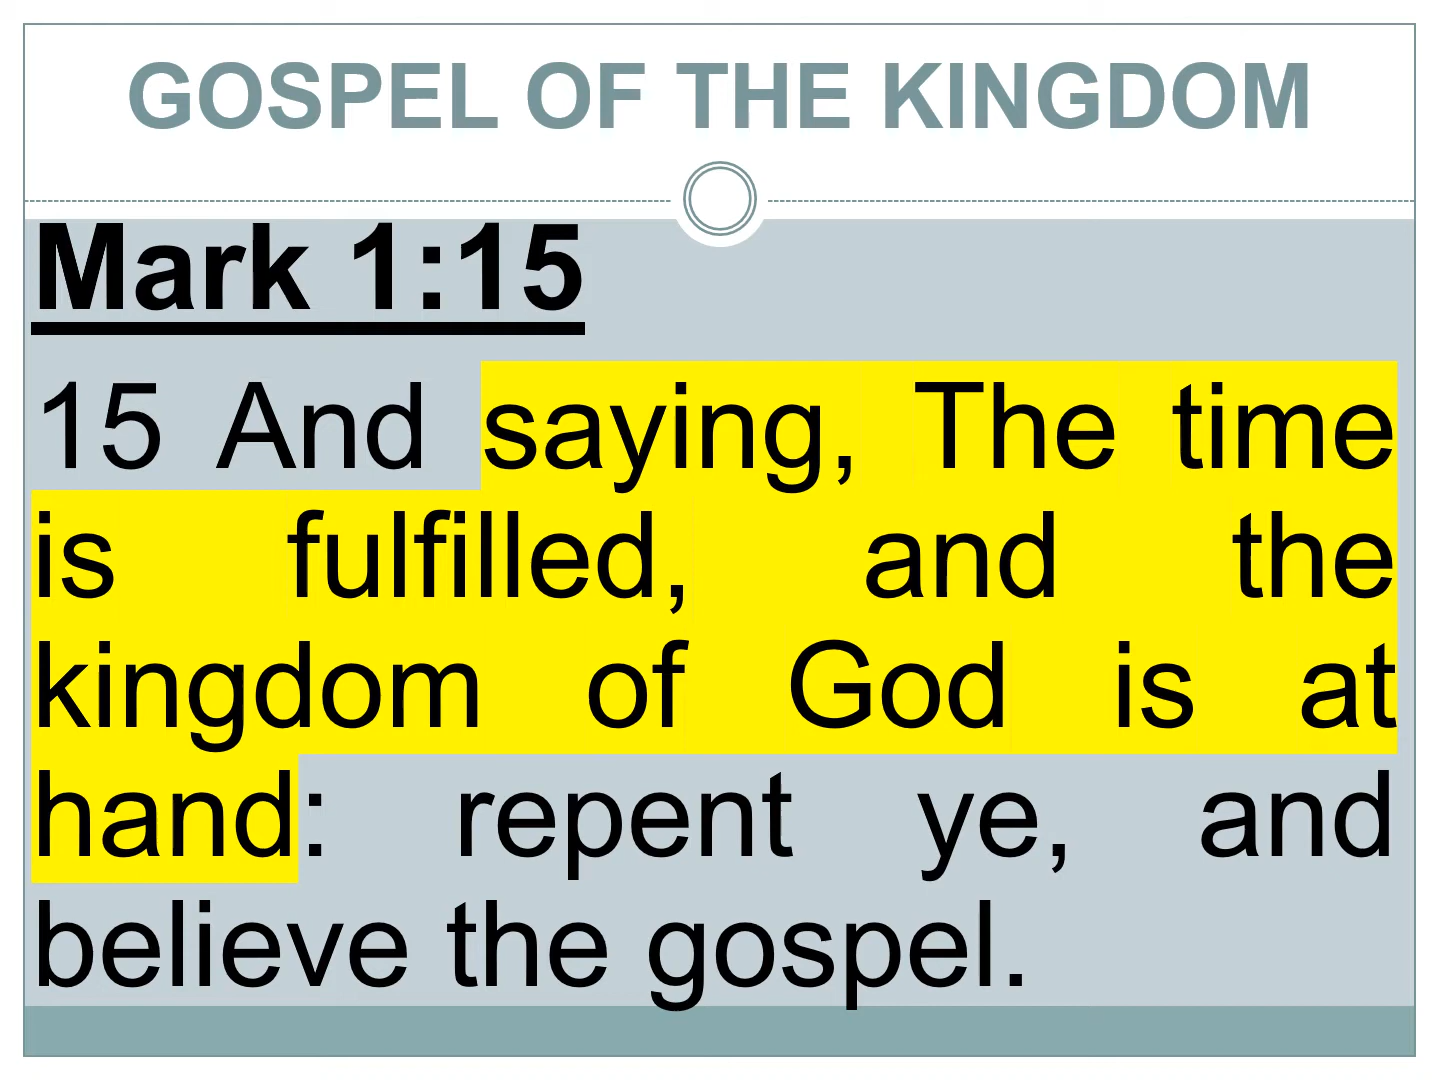 GOSPEL OF THE KINGDOM
Mark 1:15
15 And saying, The time
is fulfilled, and the
kingdom of God is at
hand: repent ye, and
believe the gospel.